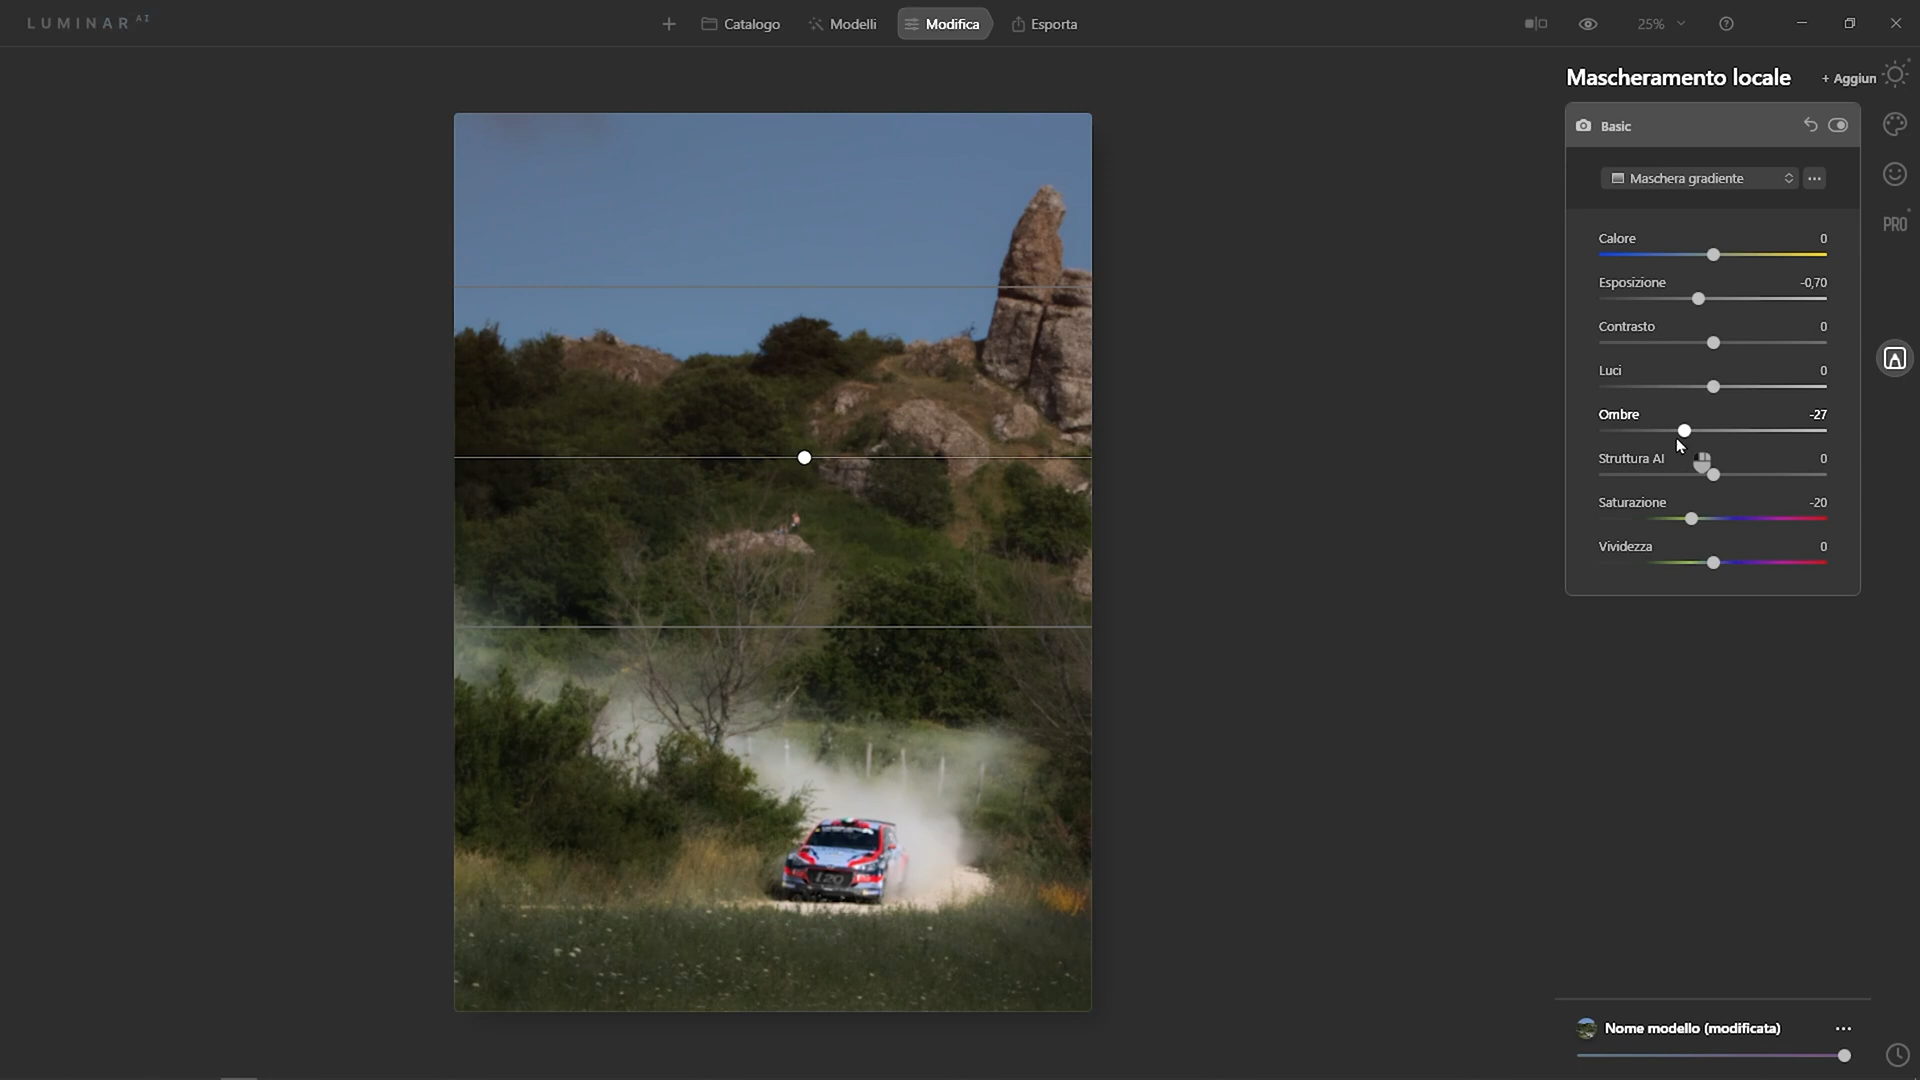 LUMINAR AI
Catalogo
Modelli
Modifica
Esporta
25%
Mascheramento locale
+ Aggiun
Basic
Maschera gradiente
PRO
Calore 0
Esposizione -0,70
Contrasto 0
Luci 0
Ombre -27
Struttura AI 0
Saturazione -20
Vividezza 0
i20
Nome modello (modificata)